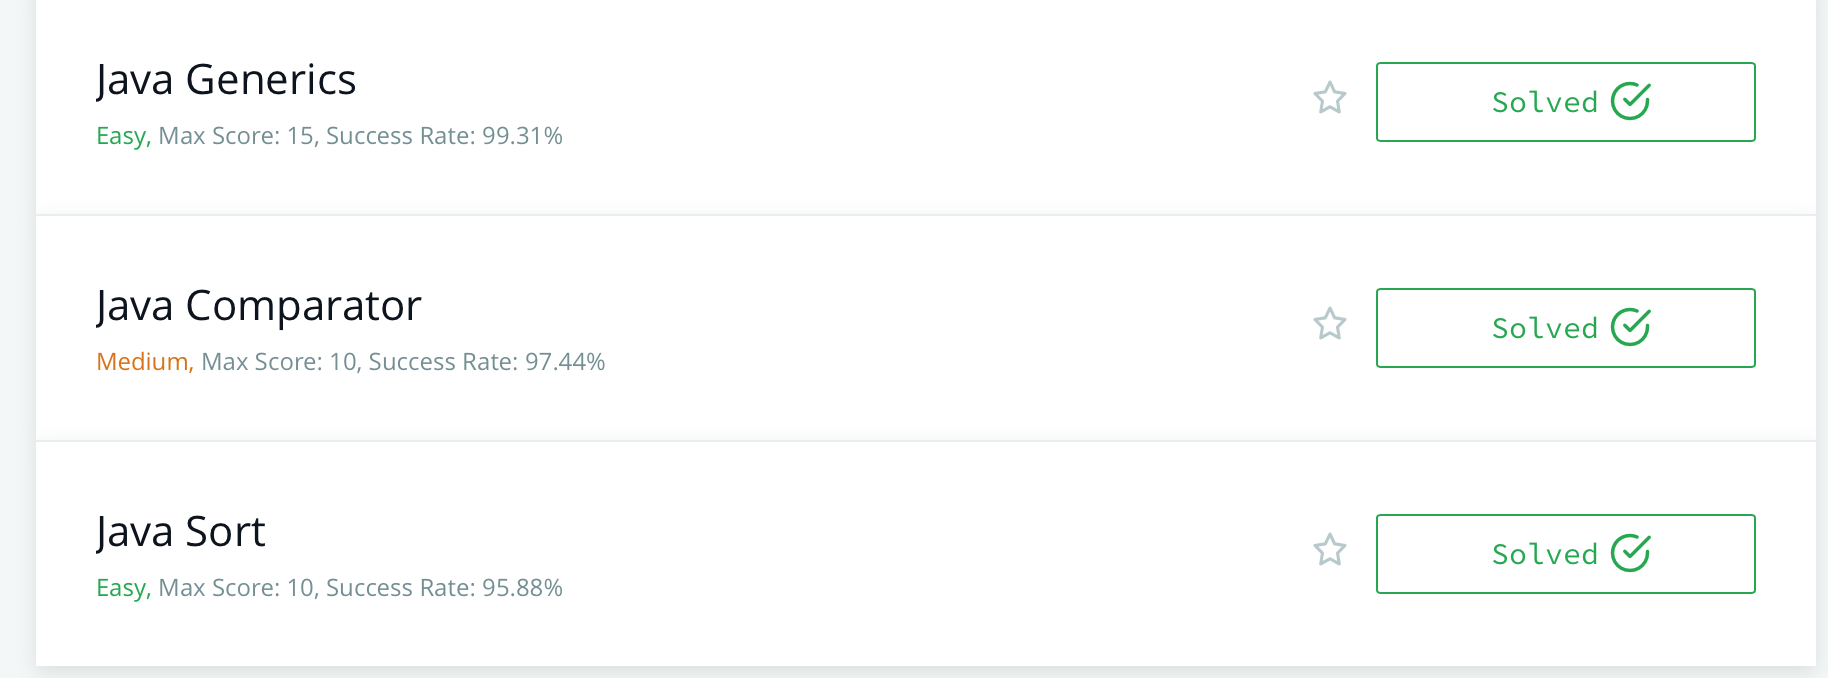 Java Generics
Easy, Max Score: 15, Success Rate: 99.31%
Solved
Java Comparator
Medium, Max Score: 10, Success Rate: 97.44%
Solved
Java Sort
Easy, Max Score: 10, Success Rate: 95.88%
Solved